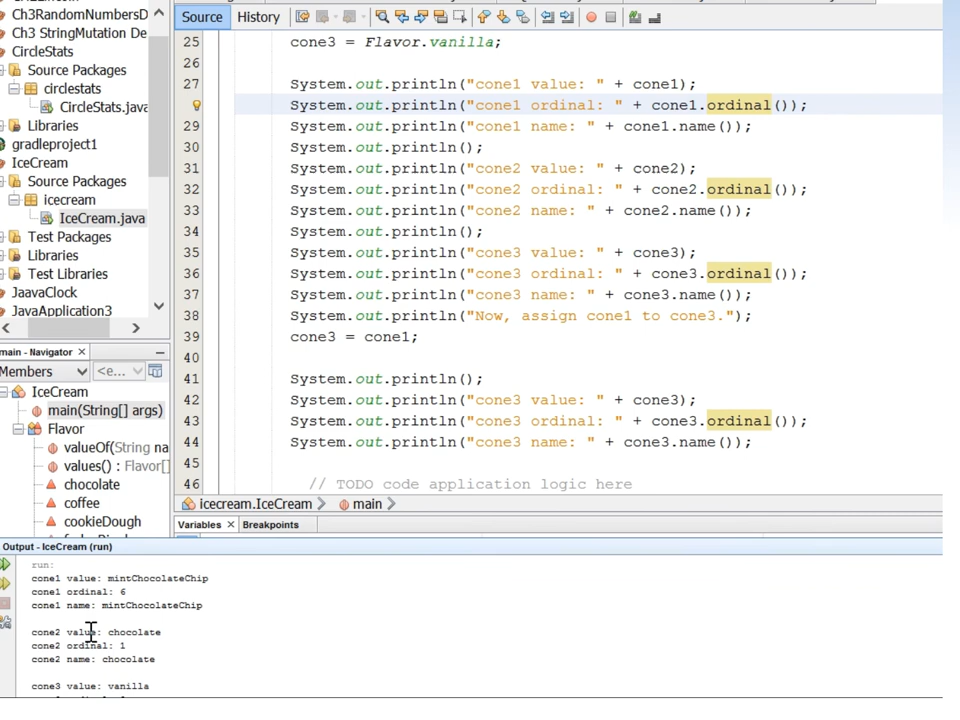 Ch3RandomNumbersD
Ch3 StringMutation De
CircleStats
Source Packages
circlestats
CircleStats.java
Libraries
gradleproject1
IceCream
Source Packages
icecream
IceCream.java
Test Packages
Libraries
Test Libraries
JaavaClock
JavaApplication3
main - Navigator
Members
<e...
IceCream
main(String[] args)
Flavor
valueOf(String na
values() : Flavor[]
chocolate
coffee
cookieDough
Source History
25 cone3 = Flavor.vanilla;
26
27 System.out.println("cone1 value: " + cone1);
System.out.println("cone1 ordinal: " + cone1.ordinal());
29 System.out.println("cone1 name: " + cone1.name());
30 System.out.println();
31 System.out.println("cone2 value: " + cone2);
32 System.out.println("cone2 ordinal: " + cone2.ordinal());
33 System.out.println("cone2 name: " + cone2.name());
34 System.out.println();
35 System.out.println("cone3 value: " + cone3);
36 System.out.println("cone3 ordinal: " + cone3.ordinal());
37 System.out.println("cone3 name: " + cone3.name());
38 System.out.println("Now, assign cone1 to cone3.");
39 cone3 = cone1;
40
41 System.out.println();
42 System.out.println("cone3 value: " + cone3);
43 System.out.println("cone3 ordinal: " + cone3.ordinal());
44 System.out.println("cone3 name: " + cone3.name());
45
46 // TODO code application logic here
icecream.IceCream main
Variables Breakpoints
Output - IceCream (run)
run:
cone1 value: mintChocolateChip
cone1 ordinal: 6
cone1 name: mintChocolateChip
cone2 value: chocolate
cone2 ordinal: 1
cone2 name: chocolate
cone3 value: vanilla